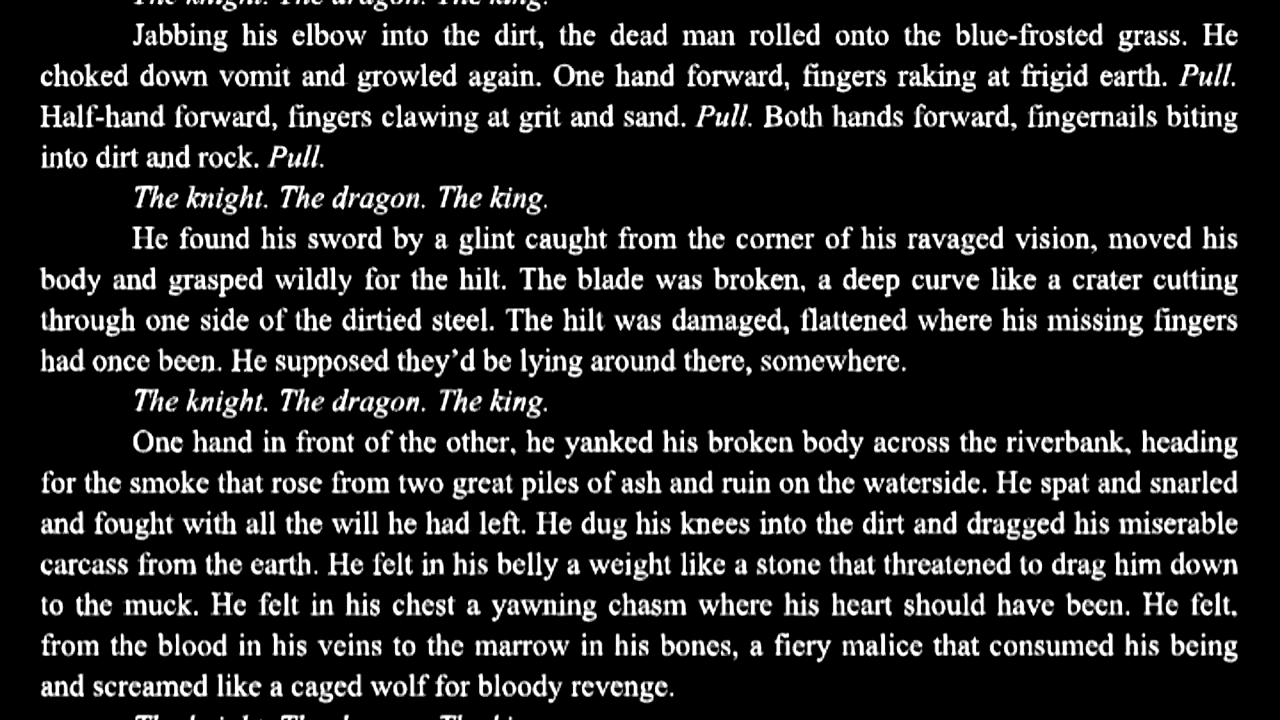 The knight. The dragon. The king.
Jabbing his elbow into the dirt, the dead man rolled onto the blue-frosted grass. He
choked down vomit and growled again. One hand forward, fingers raking at frigid earth. Pull.
Half-hand forward, fingers clawing at grit and sand. Pull. Both hands forward, fingernails biting
into dirt and rock. Pull.
The knight. The dragon. The king.
He found his sword by a glint caught from the corner of his ravaged vision, moved his
body and grasped wildly for the hilt. The blade was broken, a deep curve like a crater cutting
through one side of the dirtied steel. The hilt was damaged, flattened where his missing fingers
had once been. He supposed they’d be lying around there, somewhere.
The knight. The dragon. The king.
One hand in front of the other, he yanked his broken body across the riverbank, heading
for the smoke that rose from two great piles of ash and ruin on the waterside. He spat and snarled
and fought with all the will he had left. He dug his knees into the dirt and dragged his miserable
carcass from the earth. He felt in his belly a weight like a stone that threatened to drag him down
to the muck. He felt in his chest a yawning chasm where his heart should have been. He felt,
from the blood in his veins to the marrow in his bones, a fiery malice that consumed his being
and screamed like a caged wolf for bloody revenge.